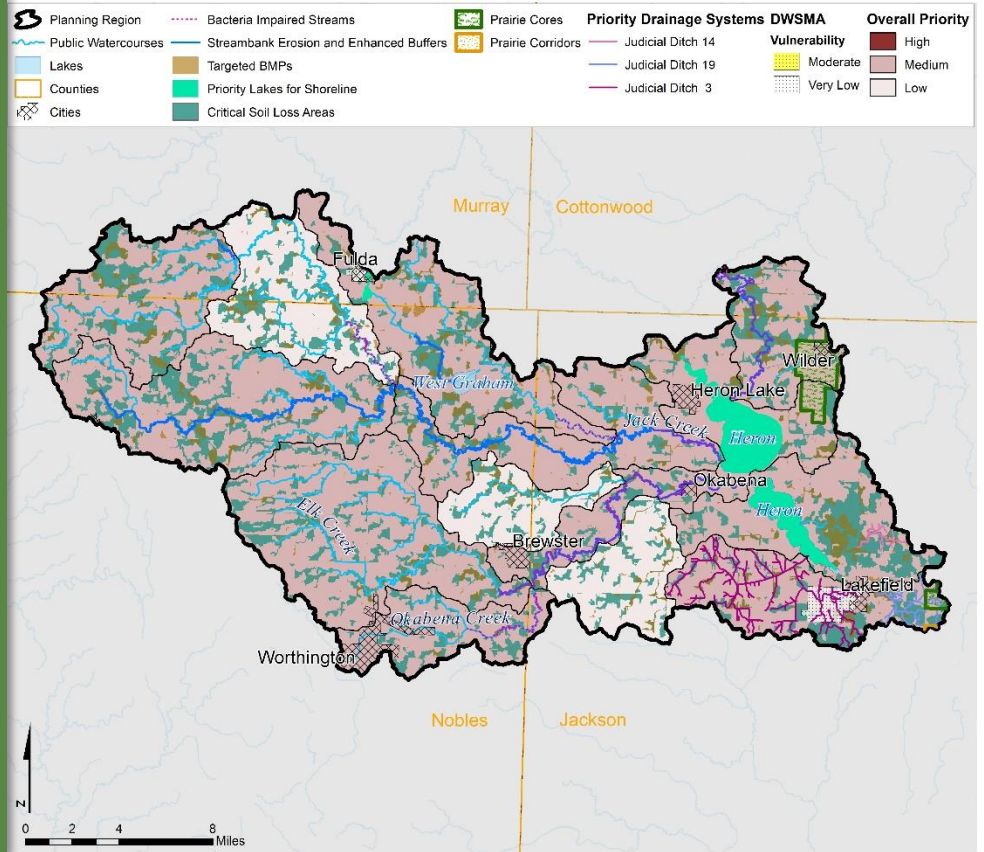 Planning Region
Public Watercourses
Lakes
Counties
Cities
Bacteria Impaired Streams
Streambank Erosion and Enhanced Buffers
Targeted BMPs
Priority Lakes for Shoreline
Critical Soil Loss Areas
Prairie Cores
Prairie Corridors
Priority Drainage Systems
Judicial Ditch 14
Judicial Ditch 19
Judicial Ditch 3
DWSMA
Vulnerability
Moderate
Very Low
Overall Priority
High
Medium
Low
Murray
Cottonwood
Fulda
Wilder
West Graham
Heron Lake
Jack Creek
Heron
Okabena
Heron
Elk Creek
Brewster
Lakefield
Okabena Creek
Worthington
Nobles
Jackson
N
0 2 4 8
Miles